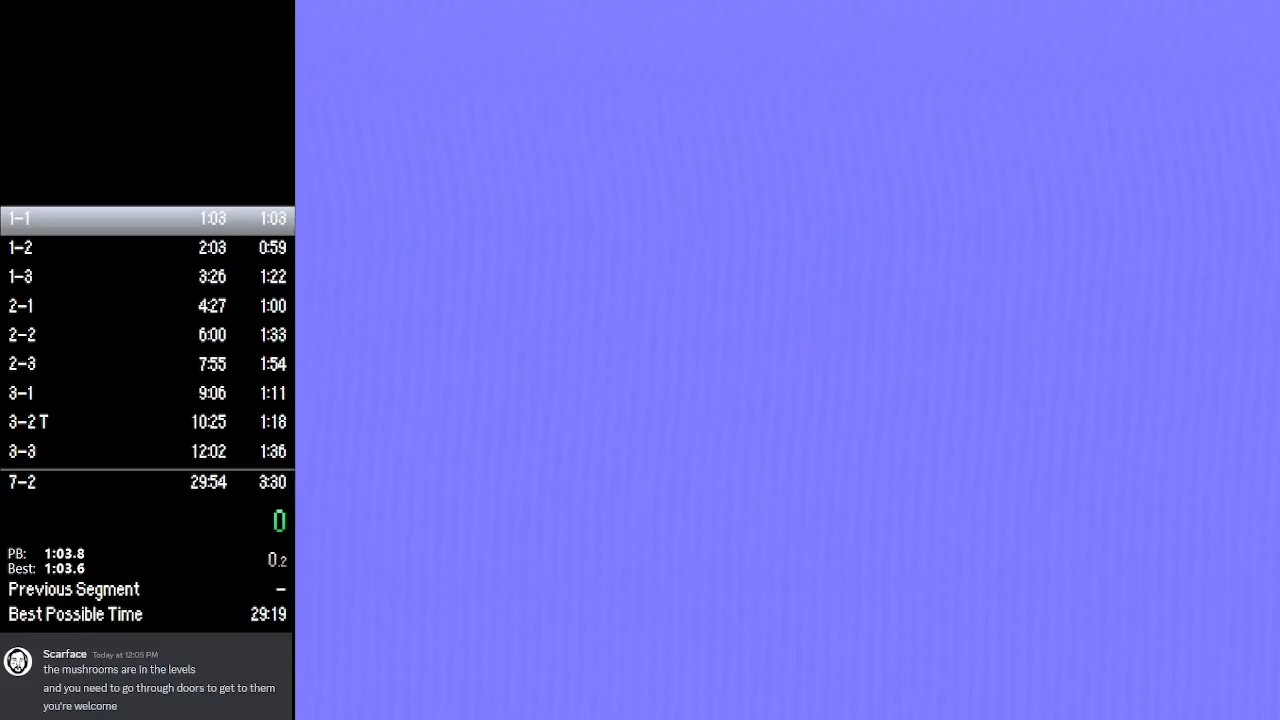 1-1 1:03 1:03
1-2 2:03 0:59
1-3 3:26 1:22
2-1 4:27 1:00
2-2 6:00 1:33
2-3 7:55 1:54
3-1 9:06 1:11
3-2 T 10:25 1:18
3-3 12:02 1:36
7-2 29:54 3:30
0
PB: 1:03.8
Best: 1:03.6
0.2
Previous Segment –
Best Possible Time 29:19
Scarface Today at 12:05 PM
the mushrooms are in the levels
and you need to go through doors to get to them
you're welcome